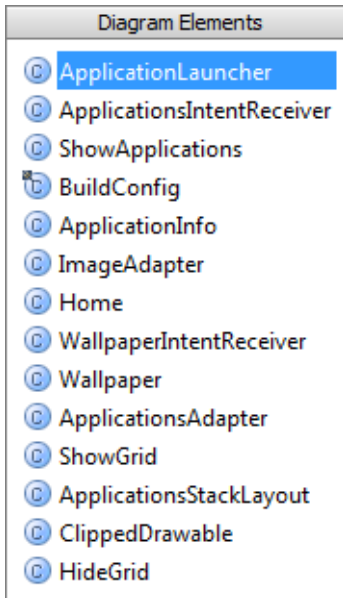 Diagram Elements
ApplicationLauncher
ApplicationsIntentReceiver
ShowApplications
BuildConfig
ApplicationInfo
ImageAdapter
Home
WallpaperIntentReceiver
Wallpaper
ApplicationsAdapter
ShowGrid
ApplicationsStackLayout
ClippedDrawable
HideGrid